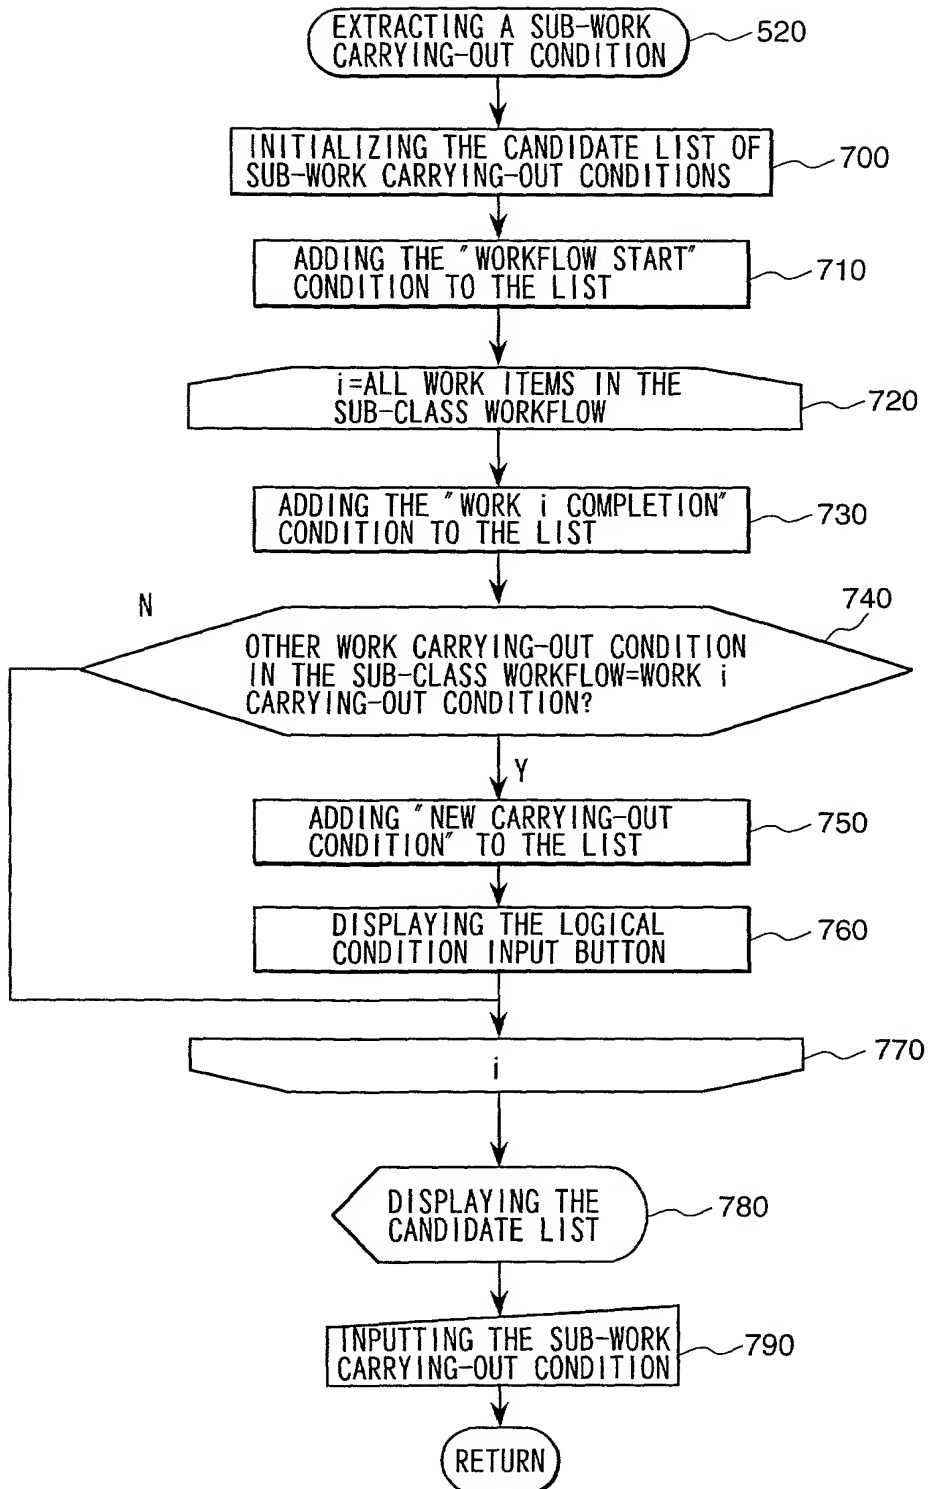 EXTRACTING A SUB-WORK
CARRYING-OUT CONDITION
520
INITIALIZING THE CANDIDATE LIST OF
SUB-WORK CARRYING-OUT CONDITIONS
700
ADDING THE "WORKFLOW START"
CONDITION TO THE LIST
710
i=ALL WORK ITEMS IN THE
SUB-CLASS WORKFLOW
720
ADDING THE "WORK i COMPLETION"
CONDITION TO THE LIST
730
N
740
OTHER WORK CARRYING-OUT CONDITION
IN THE SUB-CLASS WORKFLOW=WORK i
CARRYING-OUT CONDITION?
Y
ADDING "NEW CARRYING-OUT
CONDITION" TO THE LIST
750
DISPLAYING THE LOGICAL
CONDITION INPUT BUTTON
760
i
770
DISPLAYING THE
CANDIDATE LIST
780
INPUTTING THE SUB-WORK
CARRYING-OUT CONDITION
790
RETURN